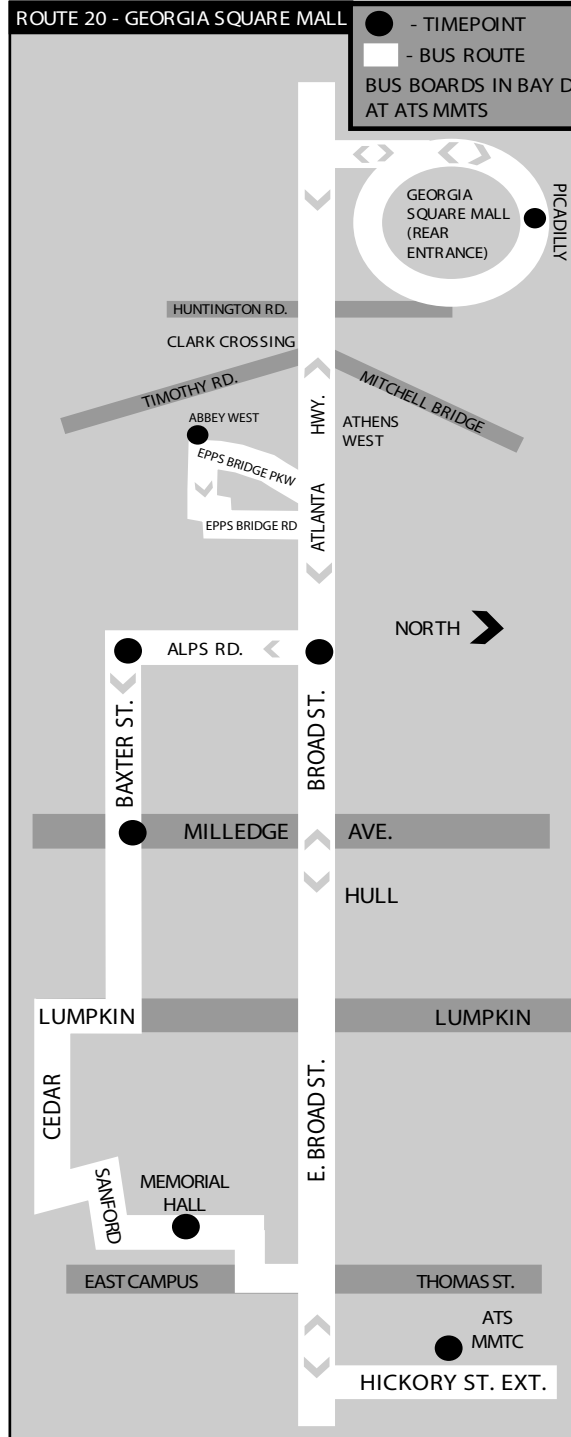 ROUTE 20 - GEORGIA SQUARE MALL
- TIMEPOINT
- BUS ROUTE
BUS BOARDS IN BAY D
AT ATS MMTS
GEORGIA
SQUARE MALL
(REAR
ENTRANCE)
PICADILLY
HUNTINGTON RD.
CLARK CROSSING
TIMOTHY RD.
MITCHELL BRIDGE
ABBEY WEST
ATHENS
WEST
EPPS BRIDGE PKW
EPPS BRIDGE RD
ATLANTA HWY.
NORTH
ALPS RD.
BAXTER ST.
BROAD ST.
MILLEDGE AVE.
HULL
LUMPKIN
LUMPKIN
CEDAR
E. BROAD ST.
SANFORD
MEMORIAL
HALL
EAST CAMPUS
THOMAS ST.
ATS
MMTC
HICKORY ST. EXT.